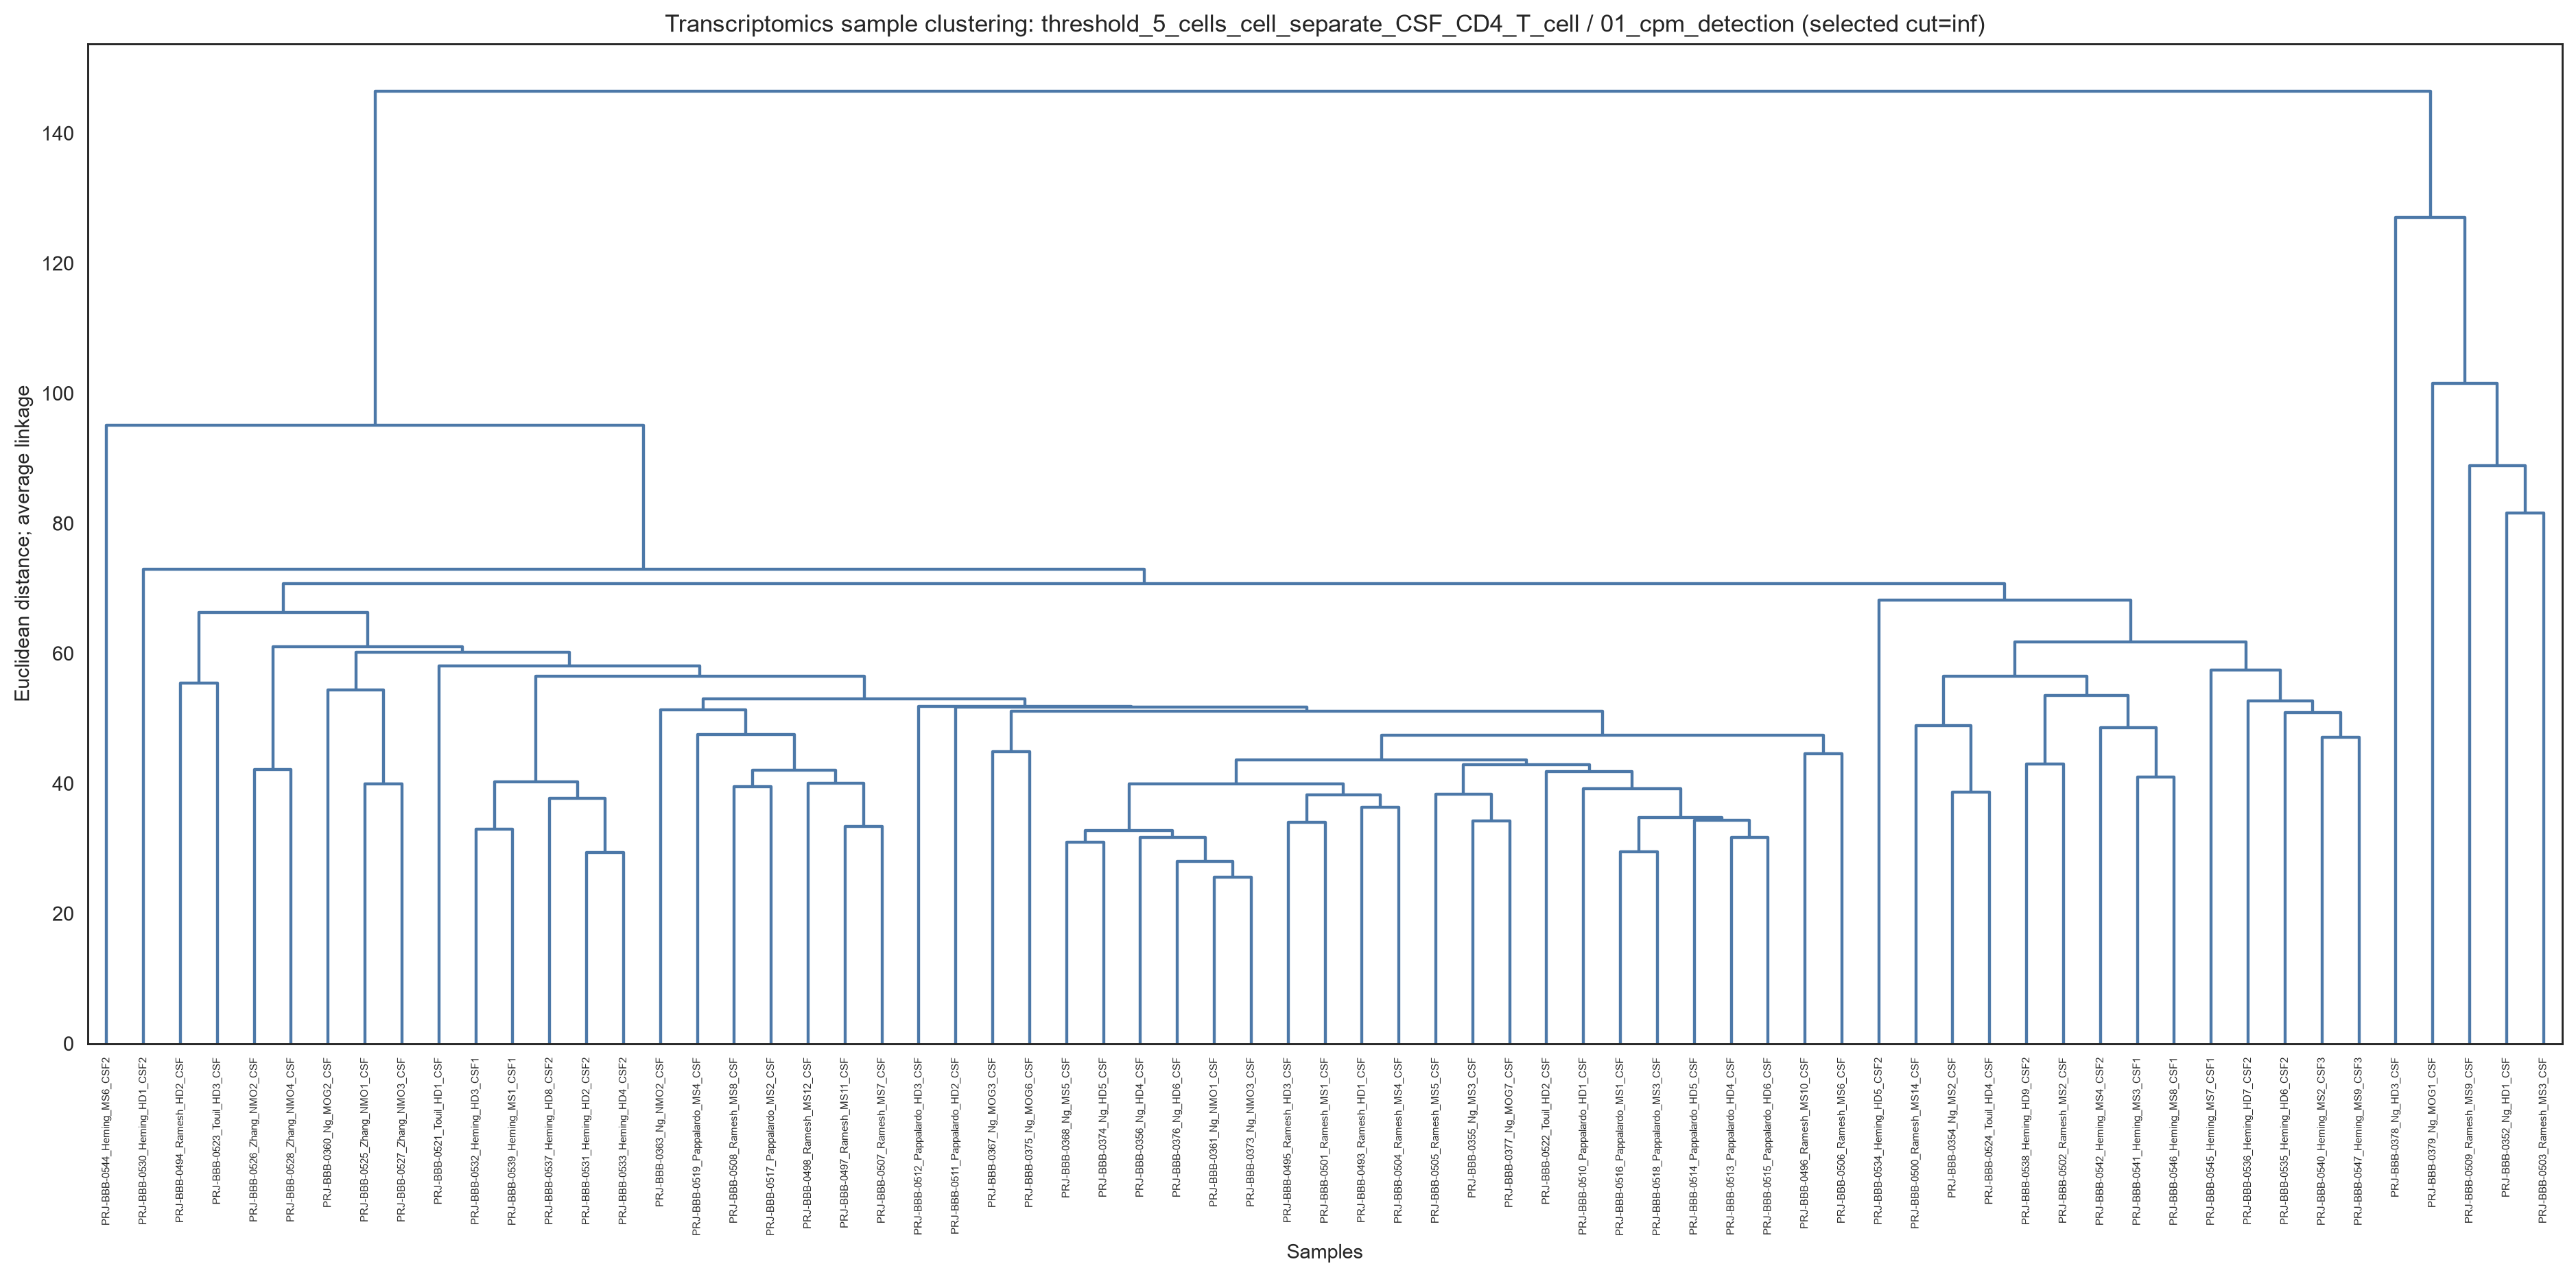 Transcriptomics sample clustering: threshold_5_cells_cell_separate_CSF_CD4_T_cell / 01_cpm_detection (selected cut=inf)
Euclidean distance; average linkage
140
120
100
80
60
40
20
0
PRJ-BBB-0544_Heming_MS6_CSF2
PRJ-BBB-0530_Heming_HD1_CSF2
PRJ-BBB-0494_Ramesh_HD2_CSF
PRJ-BBB-0523_Touil_HD3_CSF
PRJ-BBB-0526_Zhang_NMO2_CSF
PRJ-BBB-0528_Zhang_NMO4_CSF
PRJ-BBB-0360_Ng_MOG2_CSF
PRJ-BBB-0525_Zhang_NMO1_CSF
PRJ-BBB-0527_Zhang_NMO3_CSF
PRJ-BBB-0521_Touil_HD1_CSF
PRJ-BBB-0532_Heming_HD3_CSF1
PRJ-BBB-0539_Heming_MS1_CSF1
PRJ-BBB-0537_Heming_HD8_CSF2
PRJ-BBB-0531_Heming_HD2_CSF2
PRJ-BBB-0533_Heming_HD4_CSF2
PRJ-BBB-0363_Ng_NMO2_CSF
PRJ-BBB-0519_Pappalardo_MS4_CSF
PRJ-BBB-0508_Ramesh_MS8_CSF
PRJ-BBB-0517_Pappalardo_MS2_CSF
PRJ-BBB-0498_Ramesh_MS12_CSF
PRJ-BBB-0497_Ramesh_MS11_CSF
PRJ-BBB-0507_Ramesh_MS7_CSF
PRJ-BBB-0512_Pappalardo_HD3_CSF
PRJ-BBB-0511_Pappalardo_HD2_CSF
PRJ-BBB-0367_Ng_MOG3_CSF
PRJ-BBB-0375_Ng_MOG6_CSF
PRJ-BBB-0368_Ng_MS5_CSF
PRJ-BBB-0374_Ng_HD5_CSF
PRJ-BBB-0356_Ng_HD4_CSF
PRJ-BBB-0376_Ng_HD6_CSF
PRJ-BBB-0361_Ng_NMO1_CSF
PRJ-BBB-0373_Ng_NMO3_CSF
PRJ-BBB-0495_Ramesh_HD3_CSF
PRJ-BBB-0501_Ramesh_MS1_CSF
PRJ-BBB-0493_Ramesh_HD1_CSF
PRJ-BBB-0504_Ramesh_MS4_CSF
PRJ-BBB-0505_Ramesh_MS5_CSF
PRJ-BBB-0355_Ng_MS3_CSF
PRJ-BBB-0377_Ng_MOG7_CSF
PRJ-BBB-0522_Touil_HD2_CSF
PRJ-BBB-0510_Pappalardo_HD1_CSF
PRJ-BBB-0516_Pappalardo_MS1_CSF
PRJ-BBB-0518_Pappalardo_MS3_CSF
PRJ-BBB-0514_Pappalardo_HD5_CSF
PRJ-BBB-0513_Pappalardo_HD4_CSF
PRJ-BBB-0515_Pappalardo_HD6_CSF
PRJ-BBB-0496_Ramesh_MS10_CSF
PRJ-BBB-0506_Ramesh_MS6_CSF
PRJ-BBB-0534_Heming_HD5_CSF2
PRJ-BBB-0500_Ramesh_MS14_CSF
PRJ-BBB-0354_Ng_MS2_CSF
PRJ-BBB-0524_Touil_HD4_CSF
PRJ-BBB-0538_Heming_HD9_CSF2
PRJ-BBB-0502_Ramesh_MS2_CSF
PRJ-BBB-0542_Heming_MS4_CSF2
PRJ-BBB-0541_Heming_MS3_CSF1
PRJ-BBB-0546_Heming_MS8_CSF1
PRJ-BBB-0545_Heming_MS7_CSF1
PRJ-BBB-0536_Heming_HD7_CSF2
PRJ-BBB-0535_Heming_HD6_CSF2
PRJ-BBB-0540_Heming_MS2_CSF3
PRJ-BBB-0547_Heming_MS9_CSF3
PRJ-BBB-0378_Ng_HD3_CSF
PRJ-BBB-0379_Ng_MOG1_CSF
PRJ-BBB-0509_Ramesh_MS9_CSF
PRJ-BBB-0352_Ng_HD1_CSF
PRJ-BBB-0503_Ramesh_MS3_CSF
Samples